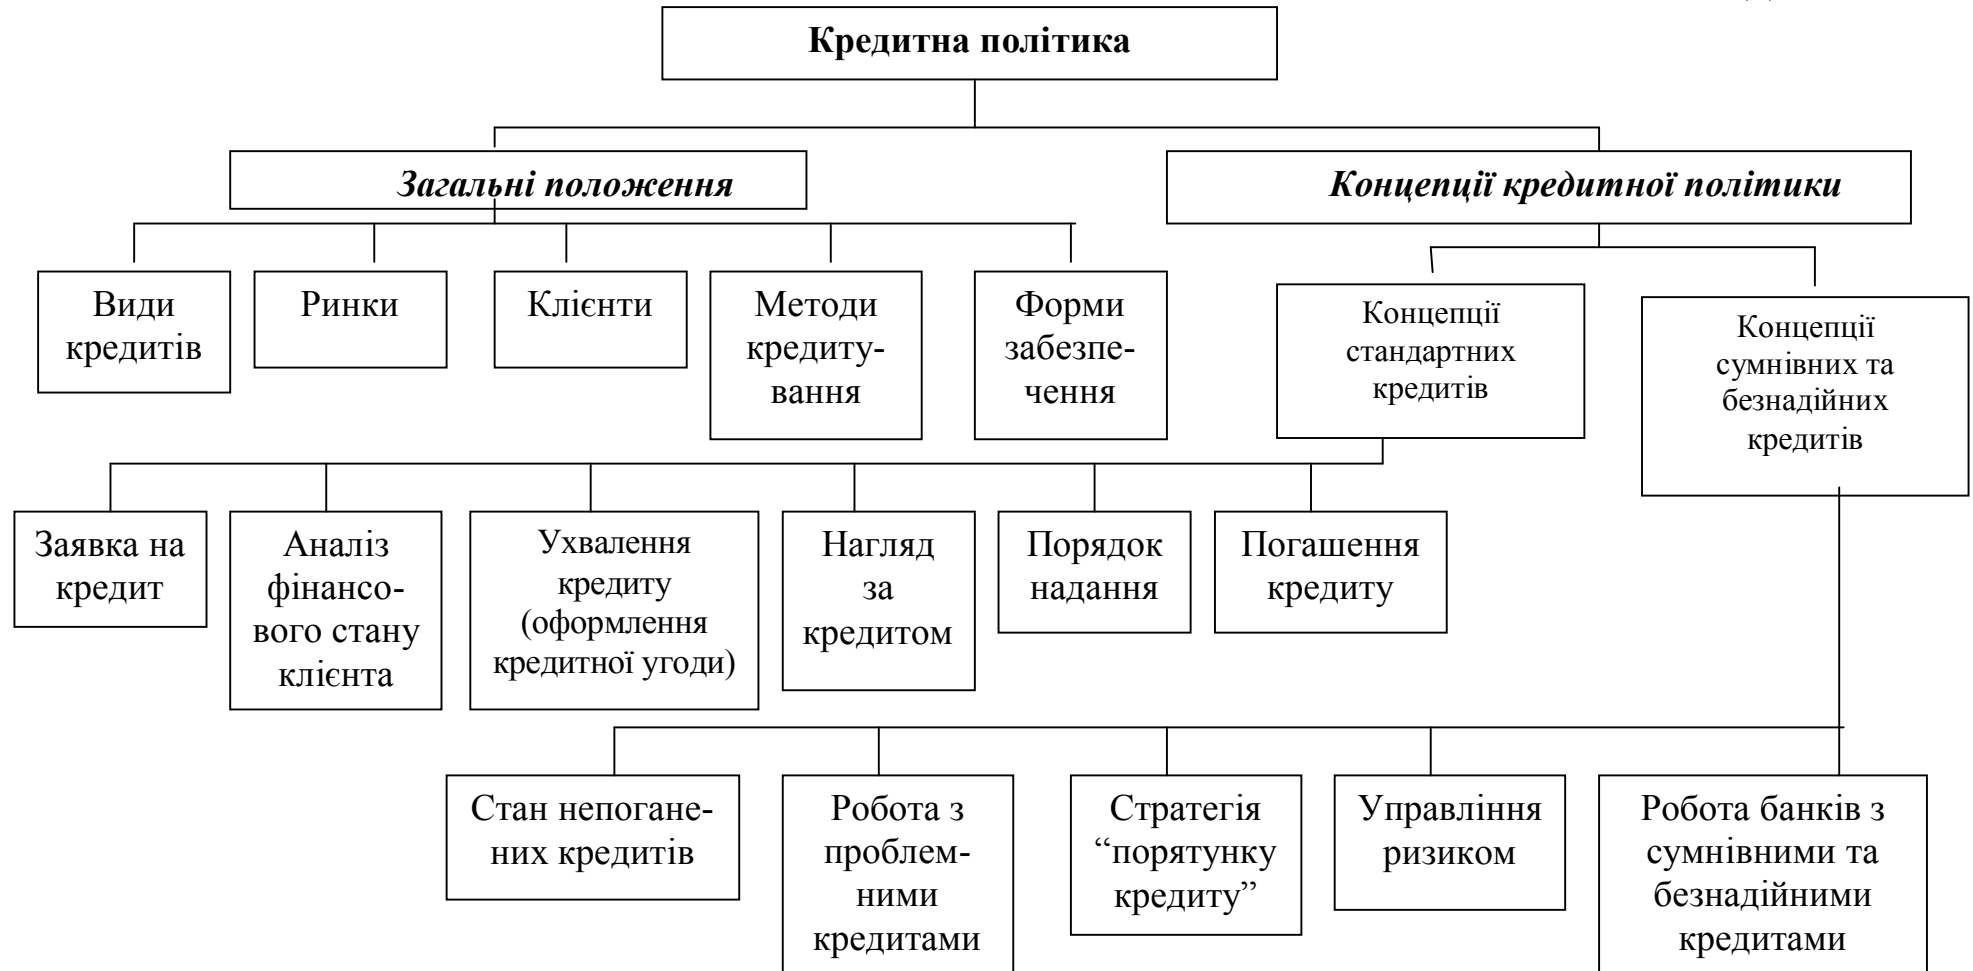 Кредитна політика
Загальні положення
Концепції кредитної політики
Види
кредитів
Ринки
Клієнти
Методи
кредиту-
вання
Форми
забезпе-
чення
Концепції
стандартних
кредитів
Концепції
сумнівних та
безнадійних
кредитів
Заявка на
кредит
Аналіз
фінансо-
вого стану
клієнта
Ухвалення
кредиту
(оформлення
кредитної угоди)
Нагляд
за
кредитом
Порядок
надання
Погашення
кредиту
Стан непогане-
них кредитів
Робота з
проблем-
ними
кредитами
Стратегія
“порятунку
кредиту”
Управління
ризиком
Робота банків з
сумнівними та
безнадійними
кредитами